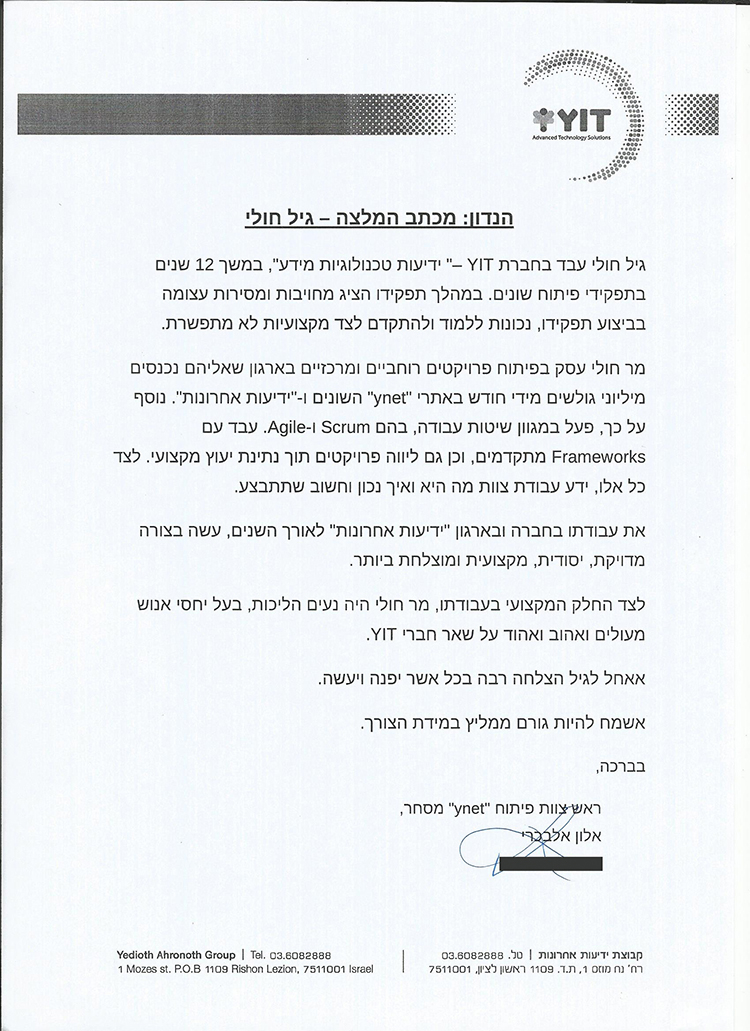 YIT
Advanced Technology Solutions
הנדון: מכתב המלצה – גיל חולי
גיל חולי עבד בחברת YIT –" ידיעות טכנולוגיות מידע", במשך 12 שנים
בתפקידי פיתוח שונים. במהלך תפקידו הציג מחויבות ומסירות עצומה
בביצוע תפקידו, נכונות ללמוד ולהתקדם לצד מקצועיות לא מתפשרת.
מר חולי עסק בפיתוח פרויקטים רוחביים ומרכזיים בארגון שאליהם נכנסים
מיליוני גולשים מידי חודש באתרי "ynet" השונים ו-"ידיעות אחרונות". נוסף
על כך, פעל במגוון שיטות עבודה, בהם Scrum ו-Agile. עבד עם
Frameworks מתקדמים, וכן גם ליווה פרויקטים תוך נתינת יעוץ מקצועי. לצד
כל אלו, ידע עבודת צוות מה היא ואיך נכון וחשוב שתתבצע.
את עבודתו בחברה ובארגון "ידיעות אחרונות" לאורך השנים, עשה בצורה
מדויקת, יסודית, מקצועית ומוצלחת ביותר.
לצד החלק המקצועי בעבודתו, מר חולי היה נעים הליכות, בעל יחסי אנוש
מעולים ואהוב ואהוד על שאר חברי YIT.
אאחל לגיל הצלחה רבה בכל אשר יפנה ויעשה.
אשמח להיות גורם ממליץ במידת הצורך.
בברכה,
ראש צוות פיתוח "ynet" מסחר,
אלון אלבכרי
קבוצת ידיעות אחרונות | טל. 03.6082888
רח' נח מוזס 1, ת.ד. 1109 ראשון לציון, 7511001
Yedioth Ahronoth Group | Tel. 03.6082888
1 Mozes st. P.O.B 1109 Rishon Lezion, 7511001 Israel